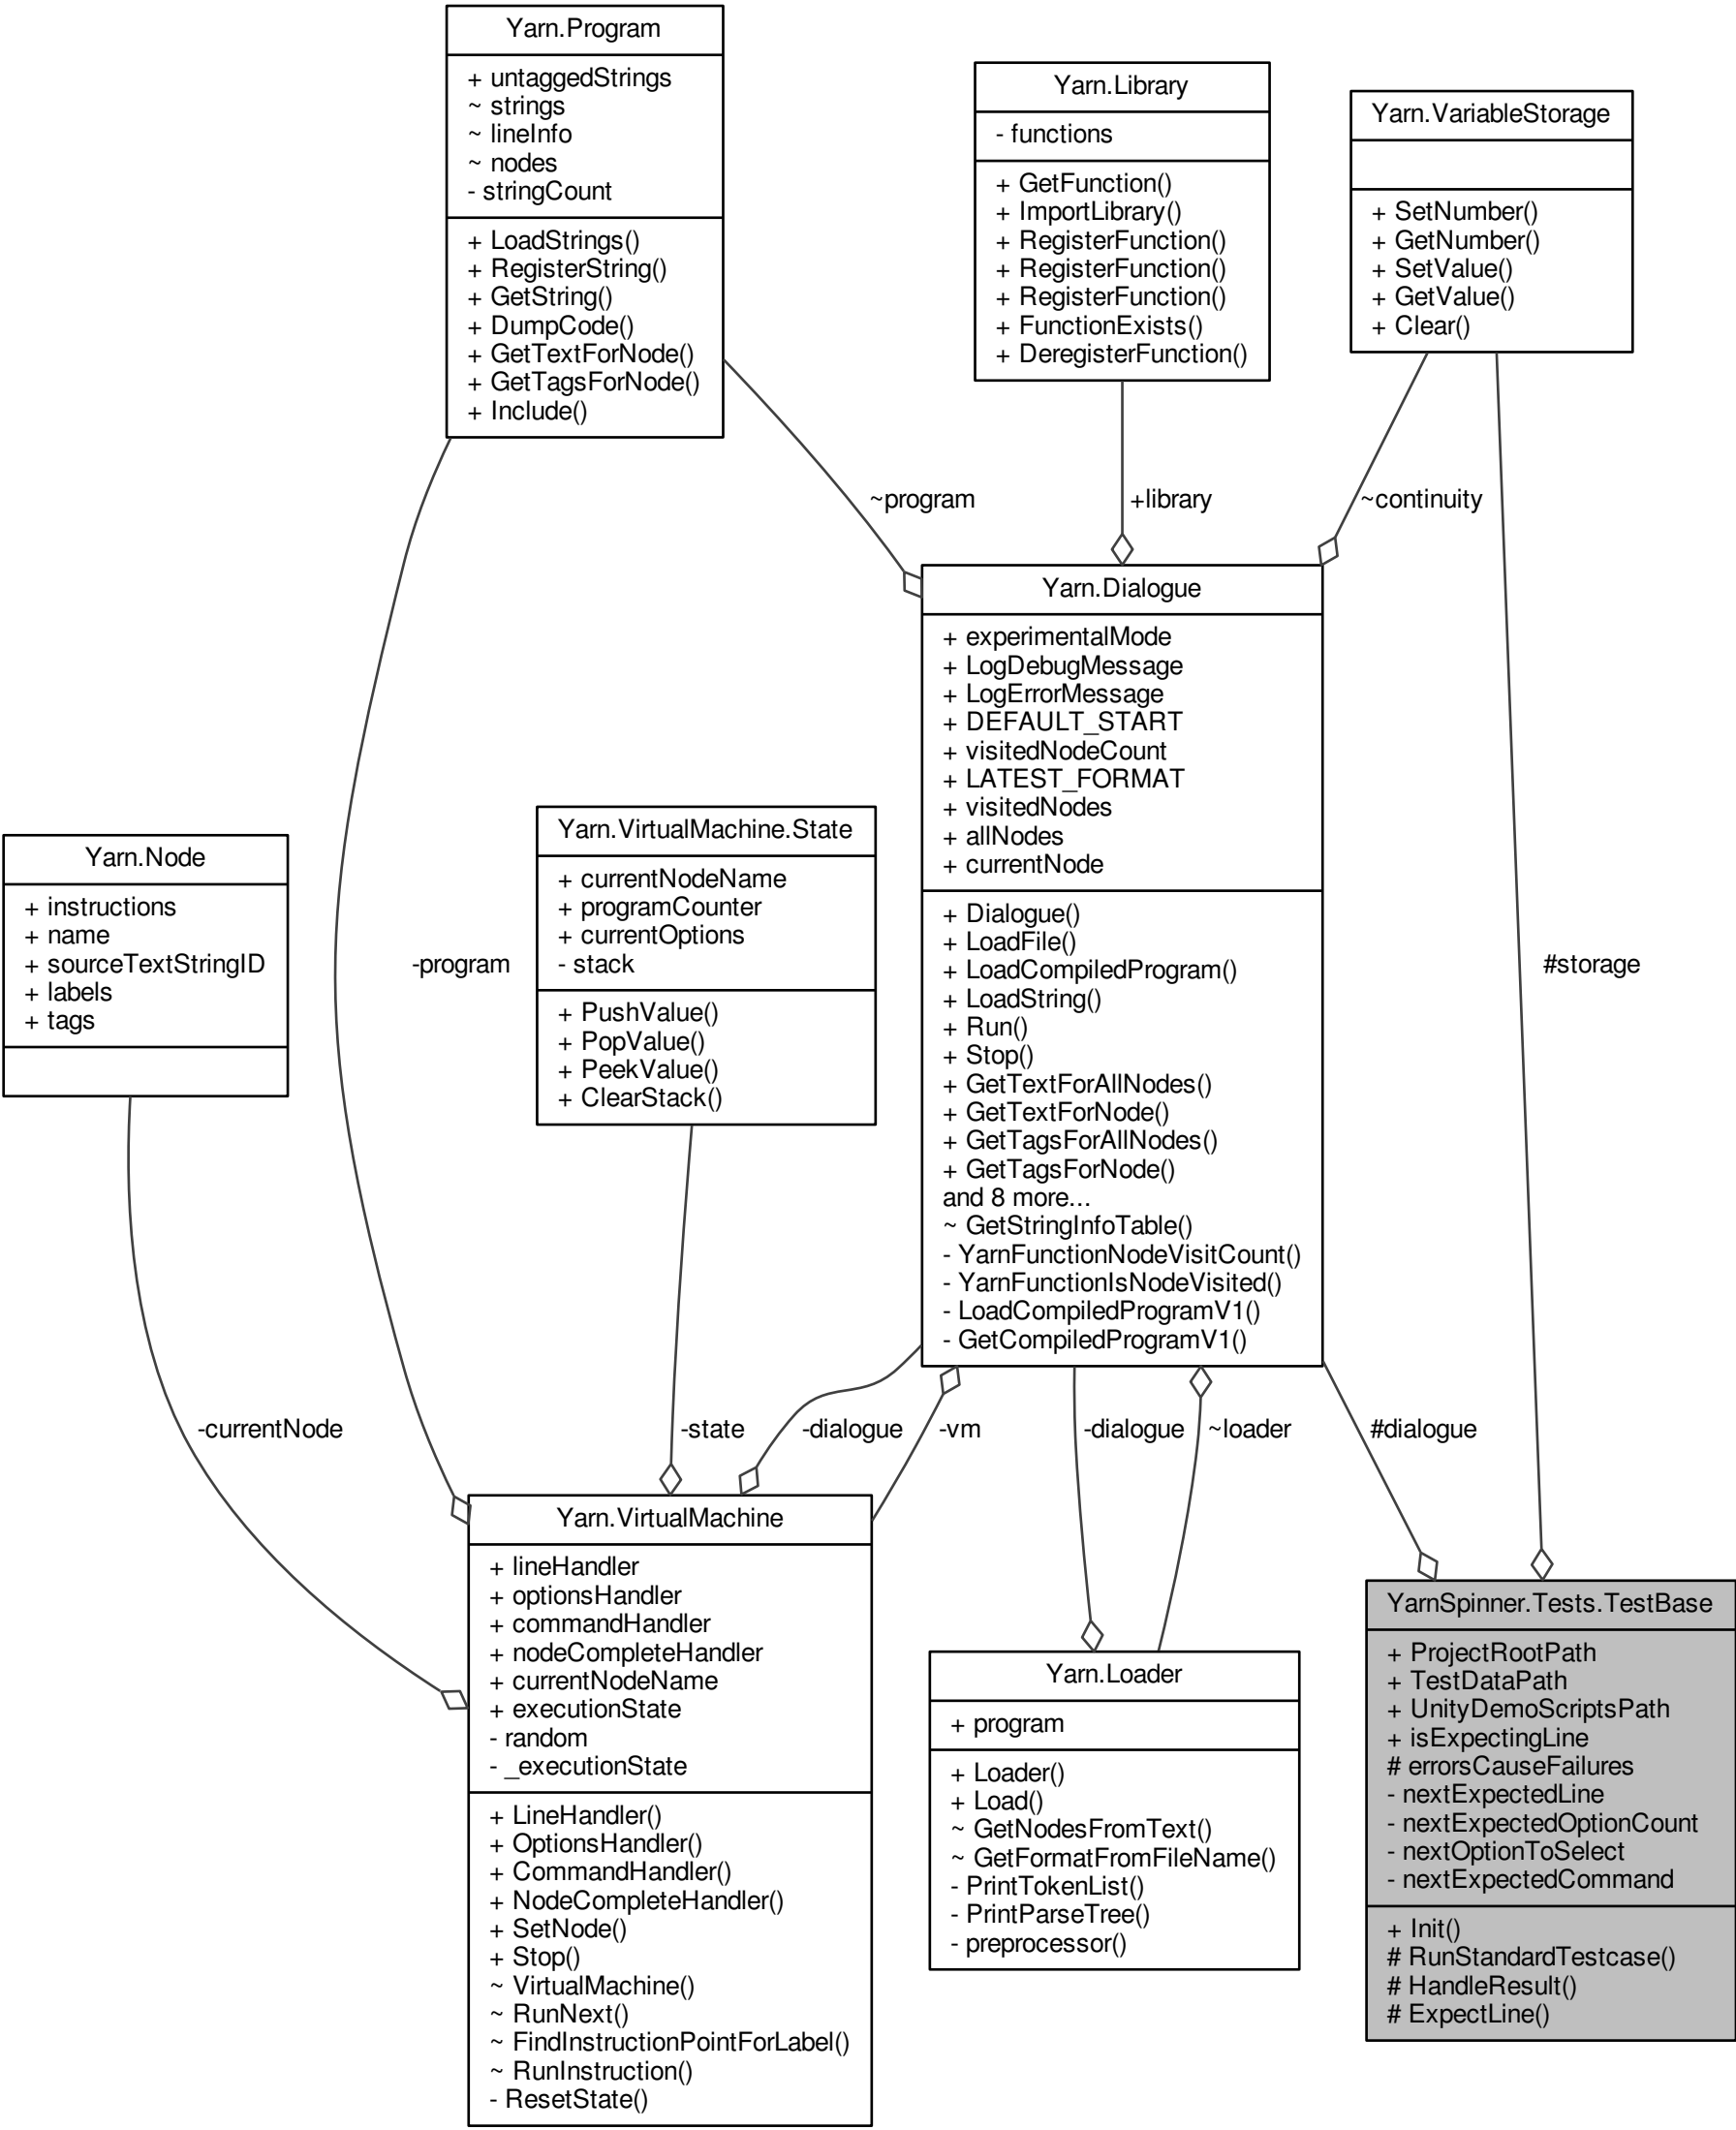 Yarn.Program
+ untaggedStrings
~ strings
~ lineInfo
~ nodes
- stringCount
+ LoadStrings()
+ RegisterString()
+ GetString()
+ DumpCode()
+ GetTextForNode()
+ GetTagsForNode()
+ Include()
Yarn.Library
- functions
+ GetFunction()
+ ImportLibrary()
+ RegisterFunction()
+ RegisterFunction()
+ RegisterFunction()
+ FunctionExists()
+ DeregisterFunction()
Yarn.VariableStorage
+ SetNumber()
+ GetNumber()
+ SetValue()
+ GetValue()
+ Clear()
~program
+library
~continuity
Yarn.Dialogue
+ experimentalMode
+ LogDebugMessage
+ LogErrorMessage
+ DEFAULT_START
+ visitedNodeCount
+ LATEST_FORMAT
+ visitedNodes
+ allNodes
+ currentNode
+ Dialogue()
+ LoadFile()
+ LoadCompiledProgram()
+ LoadString()
+ Run()
+ Stop()
+ GetTextForAllNodes()
+ GetTextForNode()
+ GetTagsForAllNodes()
+ GetTagsForNode()
and 8 more...
~ GetStringInfoTable()
- YarnFunctionNodeVisitCount()
- YarnFunctionIsNodeVisited()
- LoadCompiledProgramV1()
- GetCompiledProgramV1()
Yarn.Node
+ instructions
+ name
+ sourceTextStringID
+ labels
+ tags
-program
Yarn.VirtualMachine.State
+ currentNodeName
+ programCounter
+ currentOptions
- stack
+ PushValue()
+ PopValue()
+ PeekValue()
+ ClearStack()
#storage
-currentNode
-state
-dialogue
-vm
-dialogue
~loader
#dialogue
Yarn.VirtualMachine
+ lineHandler
+ optionsHandler
+ commandHandler
+ nodeCompleteHandler
+ currentNodeName
+ executionState
- random
- _executionState
+ LineHandler()
+ OptionsHandler()
+ CommandHandler()
+ NodeCompleteHandler()
+ SetNode()
+ Stop()
~ VirtualMachine()
~ RunNext()
~ FindInstructionPointForLabel()
~ RunInstruction()
- ResetState()
Yarn.Loader
+ program
+ Loader()
+ Load()
~ GetNodesFromText()
~ GetFormatFromFileName()
- PrintTokenList()
- PrintParseTree()
- preprocessor()
YarnSpinner.Tests.TestBase
+ ProjectRootPath
+ TestDataPath
+ UnityDemoScriptsPath
+ isExpectingLine
# errorsCauseFailures
- nextExpectedLine
- nextExpectedOptionCount
- nextOptionToSelect
- nextExpectedCommand
+ Init()
# RunStandardTestcase()
# HandleResult()
# ExpectLine()